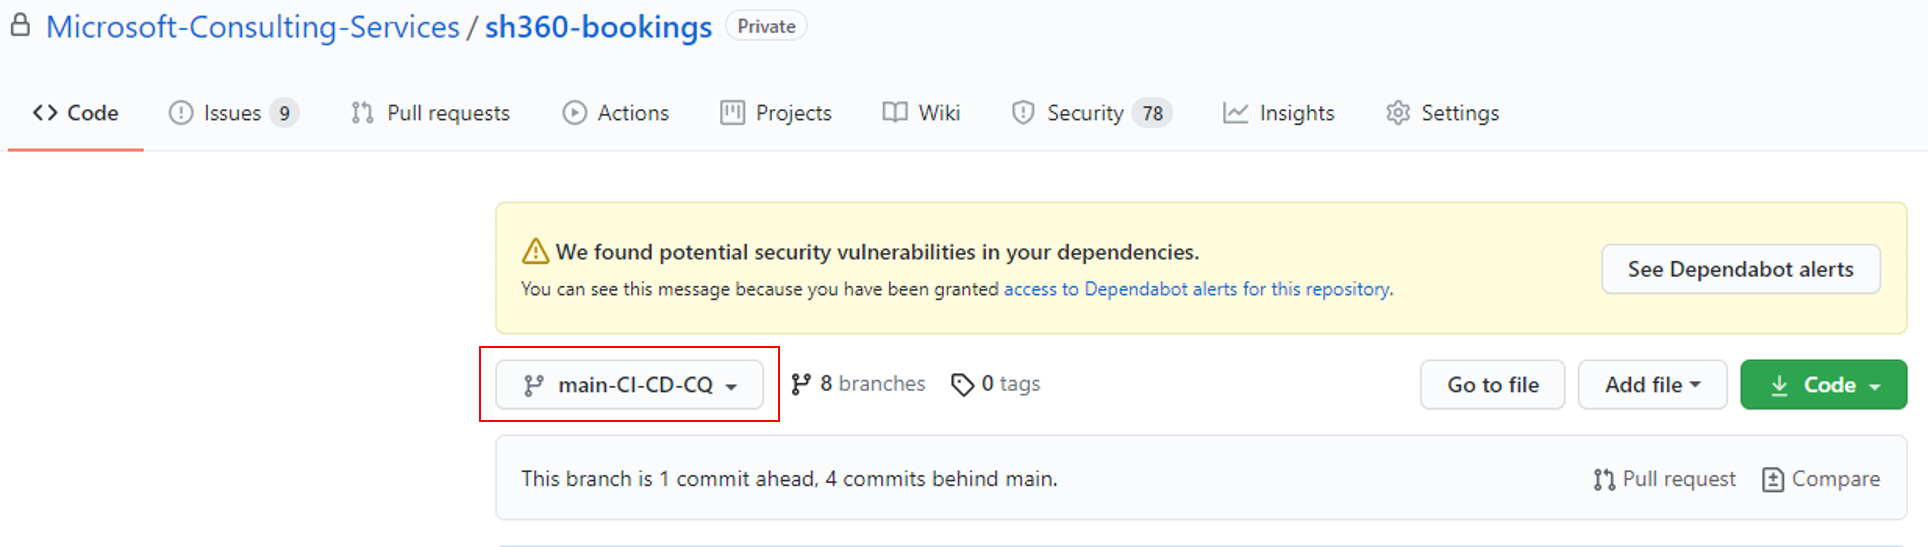 Microsoft-Consulting-Services / sh360-bookings Private
Code Issues 9 Pull requests Actions Projects Wiki Security 78 Insights Settings
We found potential security vulnerabilities in your dependencies.
You can see this message because you have been granted access to Dependabot alerts for this repository.
See Dependabot alerts
main-CI-CD-CQ 8 branches 0 tags Go to file Add file Code
This branch is 1 commit ahead, 4 commits behind main. Pull request Compare